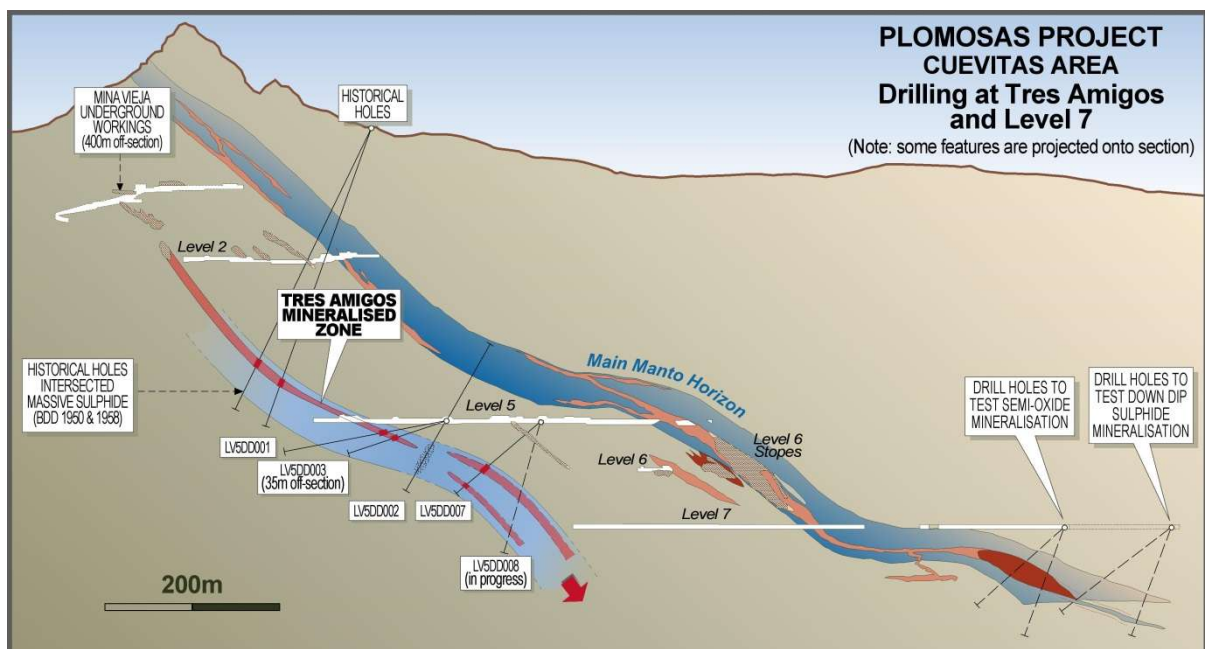 PLOMOSAS PROJECT
CUEVITAS AREA
Drilling at Tres Amigos
and Level 7
(Note: some features are projected onto section)
MINA VIEJA
UNDERGROUND
WORKINGS
(400m off-section)
HISTORICAL
HOLES
Level 2
TRES AMIGOS
MINERALISED
ZONE
HISTORICAL HOLES
INTERSECTED
MASSIVE SULPHIDE
(BDD 1950 & 1958)
Main Manto Horizon
Level 5
DRILL HOLES TO
TEST SEMI-OXIDE
MINERALISATION
DRILL HOLES TO
TEST DOWN DIP
SULPHIDE
MINERALISATION
LV5DD001
LV5DD003
(35m off-section)
LV5DD002
LV5DD007
Level 6
Level 6
Stopes
Level 7
LV5DD008
(in progress)
200m